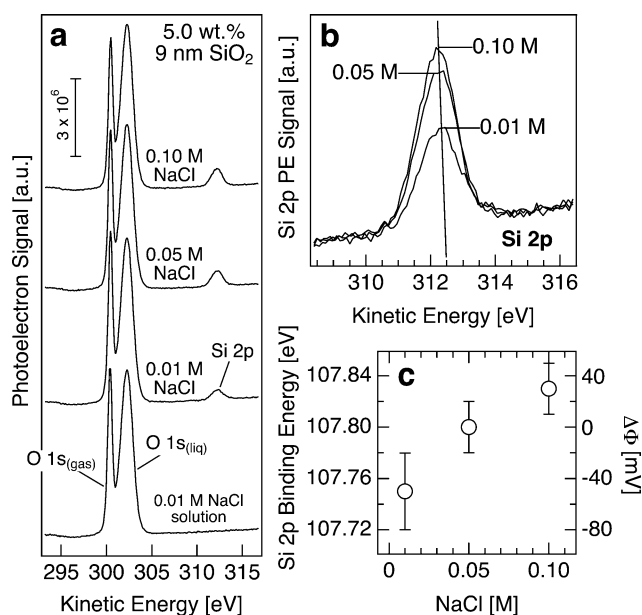 a
5.0 wt.%
9 nm SiO2
3 x 10^6
0.10 M
NaCl
0.05 M
NaCl
Si 2p
0.01 M
NaCl
O 1s(gas)
O 1s(liq)
0.01 M NaCl
solution
Photoelectron Signal [a.u.]
295 300 305 310 315
Kinetic Energy [eV]
b
0.10 M
0.05 M
0.01 M
Si 2p
Si 2p PE Signal [a.u.]
310 312 314 316
Kinetic Energy [eV]
c
Si 2p Binding Energy [eV]
107.84
107.80
107.76
107.72
40
0
-40
-80
ΔΦ [mV]
0 0.05 0.10
NaCl [M]